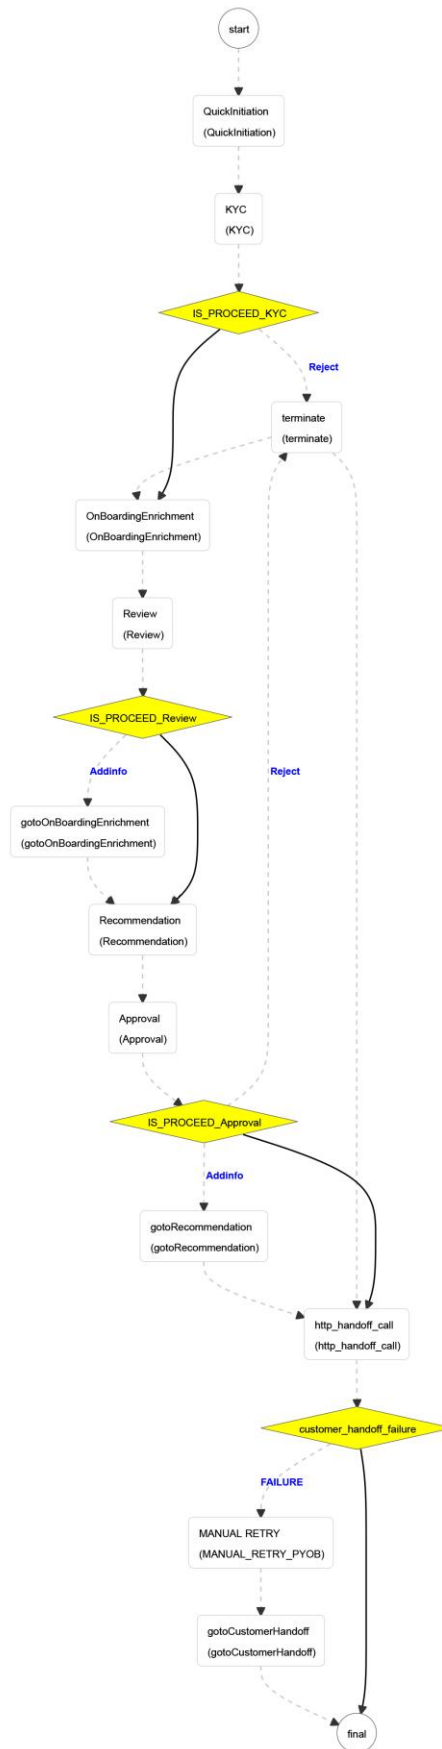 start
QuickInitiation
(QuickInitiation)
KYC
(KYC)
IS_PROCEED_KYC
Reject
terminate
(terminate)
OnBoardingEnrichment
(OnBoardingEnrichment)
Review
(Review)
IS_PROCEED_Review
Addinfo
Reject
gotoOnBoardingEnrichment
(gotoOnBoardingEnrichment)
Recommendation
(Recommendation)
Approval
(Approval)
IS_PROCEED_Approval
Addinfo
gotoRecommendation
(gotoRecommendation)
http_handoff_call
(http_handoff_call)
customer_handoff_failure
FAILURE
MANUAL RETRY
(MANUAL_RETRY_PYOB)
gotoCustomerHandoff
(gotoCustomerHandoff)
final